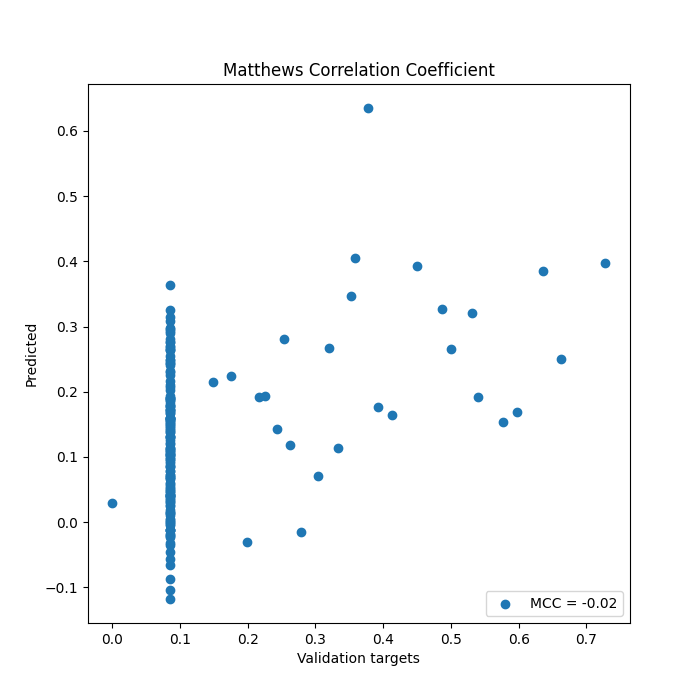 Matthews Correlation Coefficient
0.6
0.5
0.4
0.3
0.2
0.1
0.0
−0.1
Predicted
MCC = -0.02
0.0 0.1 0.2 0.3 0.4 0.5 0.6 0.7
Validation targets